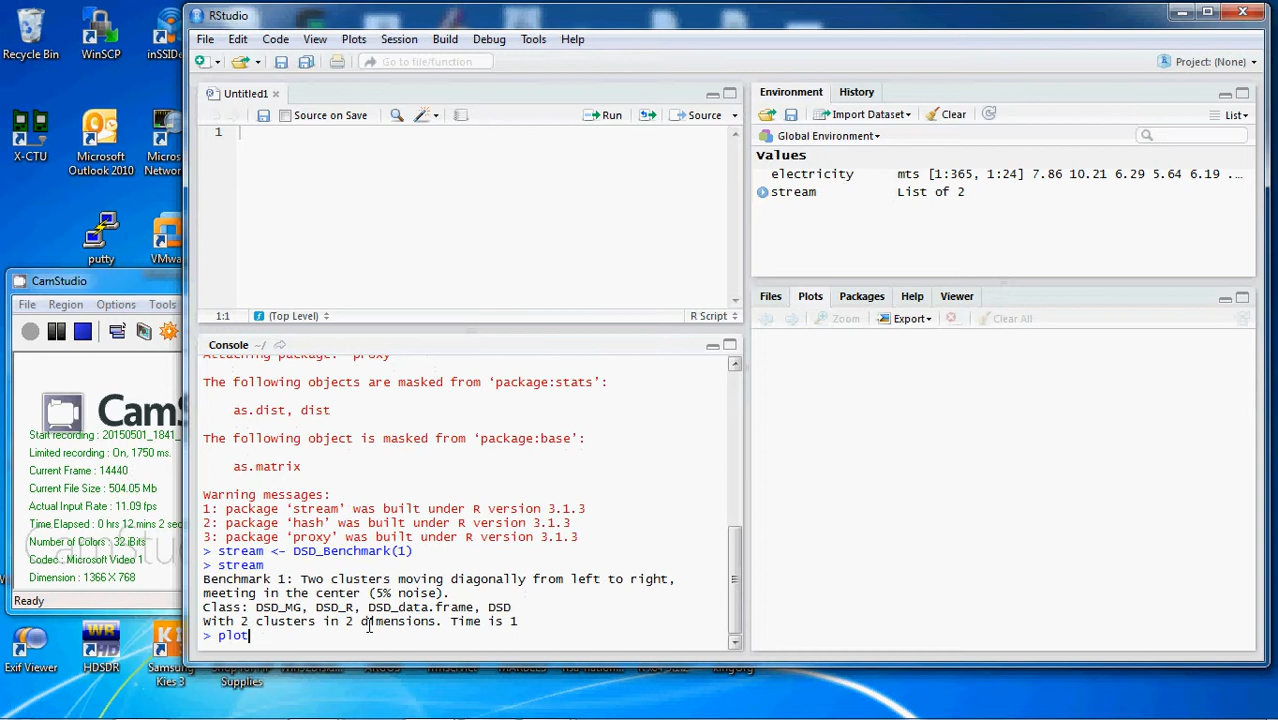 Recycle Bin
WinSCP
inSSIDe
X-CTU
Microsoft
Outlook 2010
Micros
Networ
putty
VMwa
CamStudio
File Region Options Tools
CamS
Start recording : 20150501_1841_
Limited recording : On, 1750 ms.
Current Frame : 14440
Current File Size : 504.05 Mb
Actual Input Rate : 11.09 fps
Time Elapsed : 0 hrs 12 mins 2 sec
Number of Colors : 32 Bits
Codec : Microsoft Video 1
Dimension : 1366 X 768
Ready
Exif Viewer
HDSDR
Samsung
Kies 3
Supplies
RStudio
File Edit Code View Plots Session Build Debug Tools Help
Go to file/function
Project: (None)
Untitled1
Source on Save
Run
Source
1
1:1
(Top Level)
R Script
Console ~/
Attaching package: 'proxy'
The following objects are masked from ‘package:stats’:
as.dist, dist
The following object is masked from ‘package:base’:
as.matrix
Warning messages:
1: package ‘stream’ was built under R version 3.1.3
2: package ‘hash’ was built under R version 3.1.3
3: package ‘proxy’ was built under R version 3.1.3
> stream <- DSD_Benchmark(1)
> stream
Benchmark 1: Two clusters moving diagonally from left to right,
meeting in the center (5% noise).
Class: DSD_MG, DSD_R, DSD_data.frame, DSD
With 2 clusters in 2 dimensions. Time is 1
> plot
Environment History
Import Dataset
Clear
List
Global Environment
Values
electricity mts [1:365, 1:24] 7.86 10.21 6.29 5.64 6.19 ...
stream List of 2
Files Plots Packages Help Viewer
Zoom
Export
Clear All